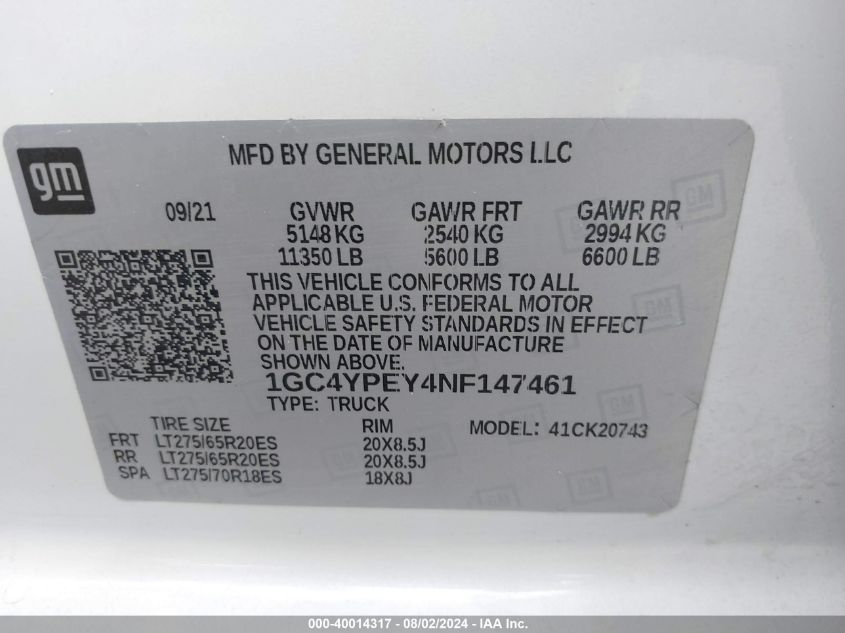 gm
MFD BY GENERAL MOTORS LLC
09/21 GVWR GAWR FRT GAWR RR
5148 KG 2540 KG 2994 KG
11350 LB 5600 LB 6600 LB
THIS VEHICLE CONFORMS TO ALL
APPLICABLE U.S. FEDERAL MOTOR
VEHICLE SAFETY STANDARDS IN EFFECT
ON THE DATE OF MANUFACTURE
SHOWN ABOVE.
1GC4YPEY4NF147461
TYPE: TRUCK
TIRE SIZE RIM MODEL: 41CK20743
FRT LT275/65R20ES 20X8.5J
RR LT275/65R20ES 20X8.5J
SPA LT275/70R18ES 18X8J
000-40014317 - 08/02/2024 - IAA Inc.